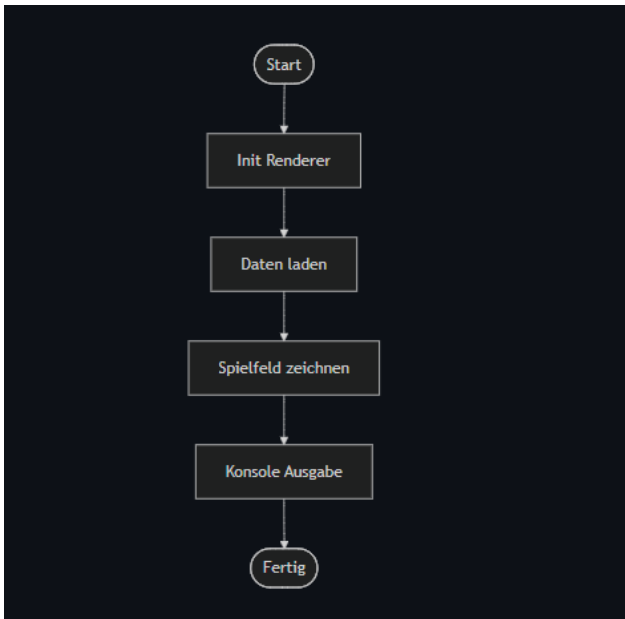 Start
Init Renderer
Daten laden
Spielfeld zeichnen
Konsole Ausgabe
Fertig